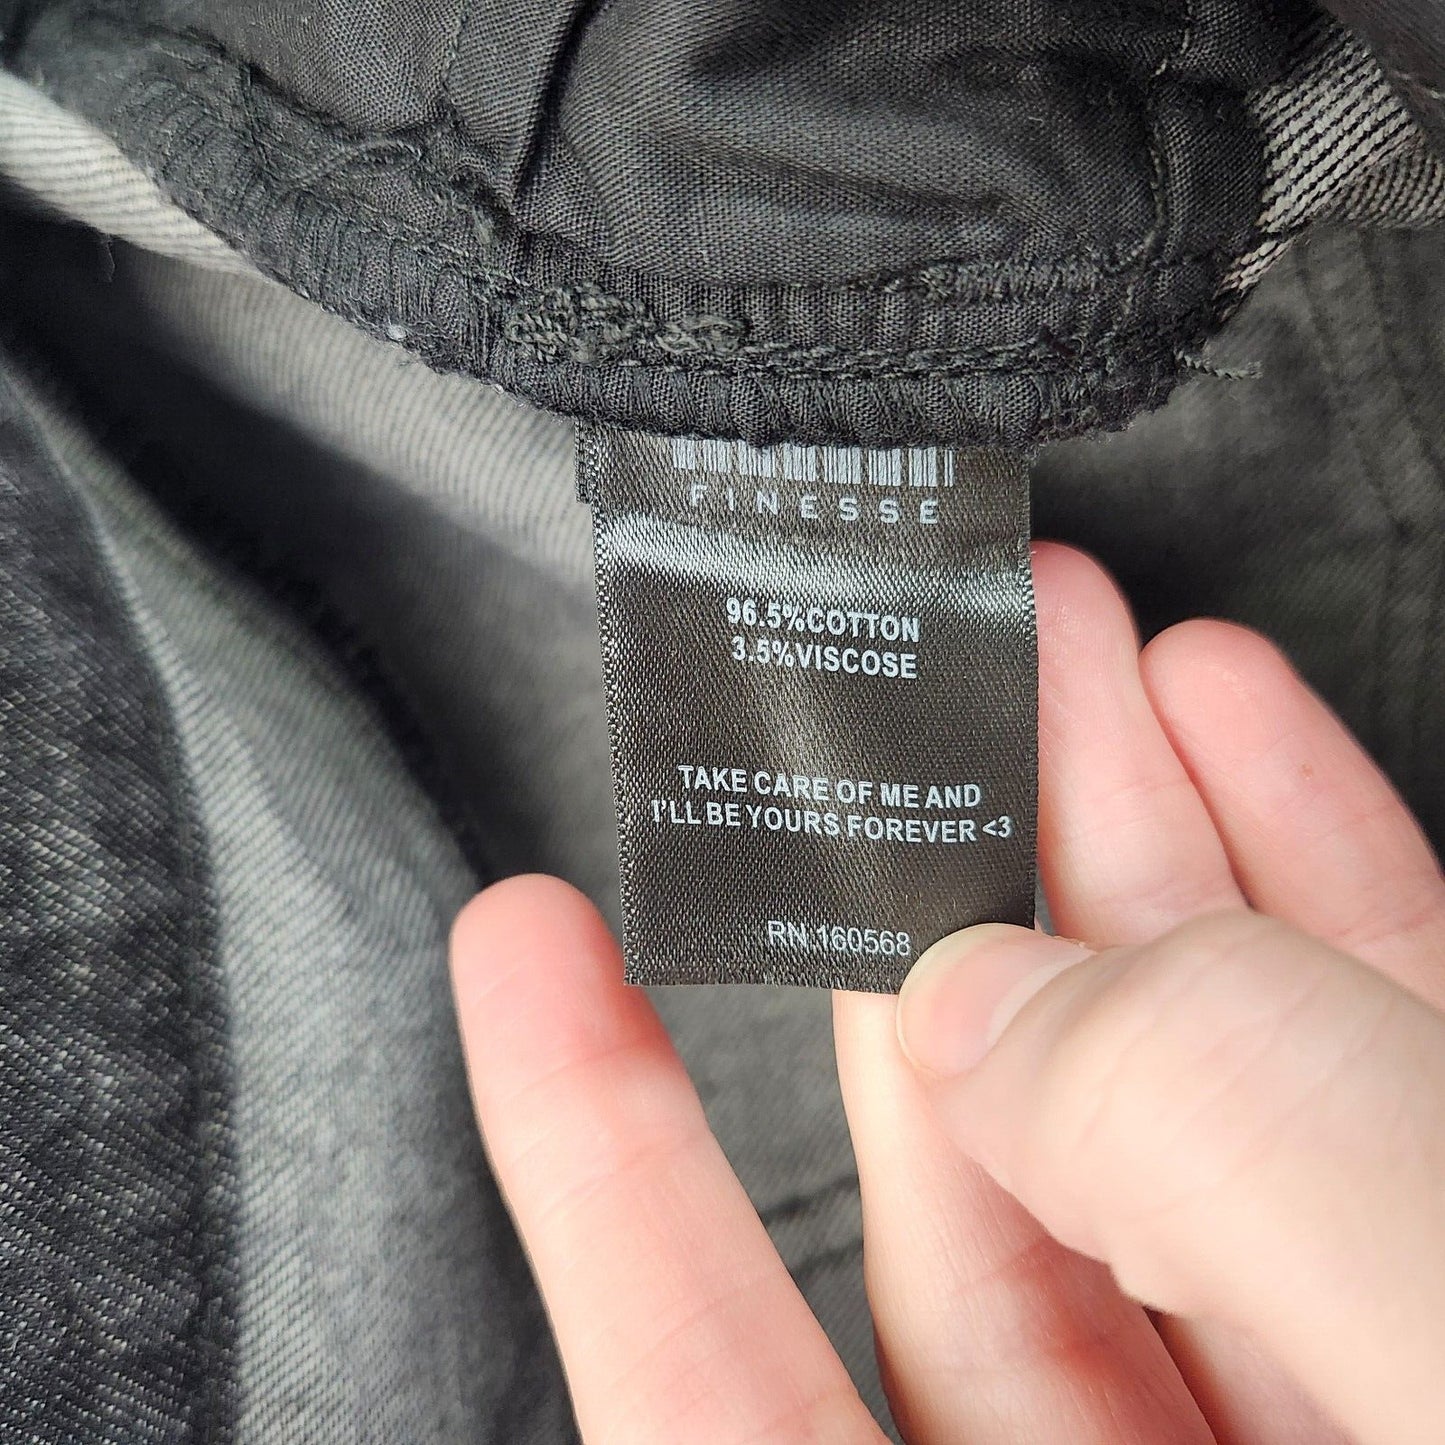 FINESSE
96.5%COTTON
3.5%VISCOSE
TAKE CARE OF ME AND
I'LL BE YOURS FOREVER <3
RN 160568